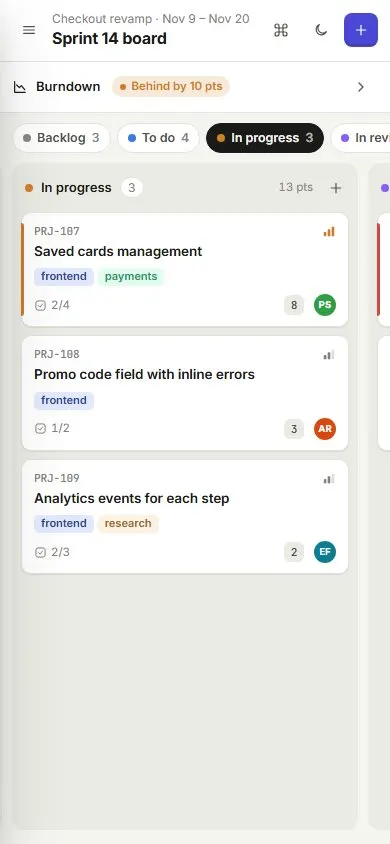 Checkout revamp · Nov 9 – Nov 20
Sprint 14 board
Burndown Behind by 10 pts
Backlog 3 To do 4 In progress 3 In revi
In progress 3 13 pts
PRJ-107
Saved cards management
frontend payments
2/4 8 PS
PRJ-108
Promo code field with inline errors
frontend
1/2 3 AR
PRJ-109
Analytics events for each step
frontend research
2/3 2 EF